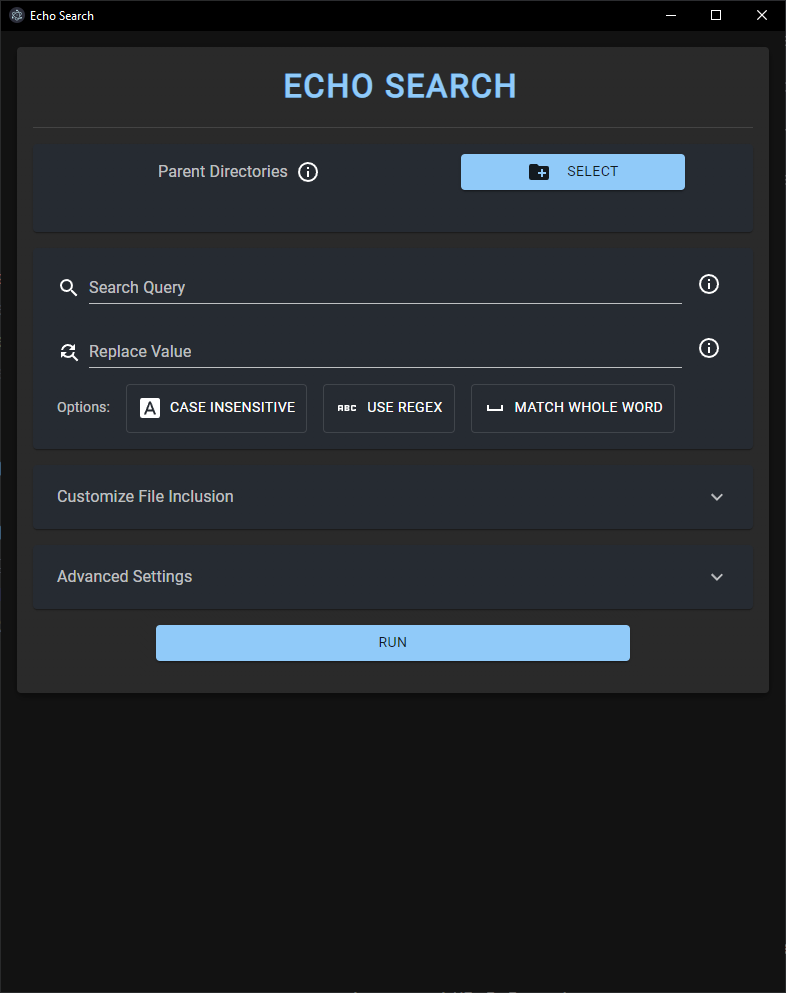 Echo Search
ECHO SEARCH
Parent Directories
SELECT
Search Query
Replace Value
Options:
A CASE INSENSITIVE
ABC USE REGEX
MATCH WHOLE WORD
Customize File Inclusion
Advanced Settings
RUN